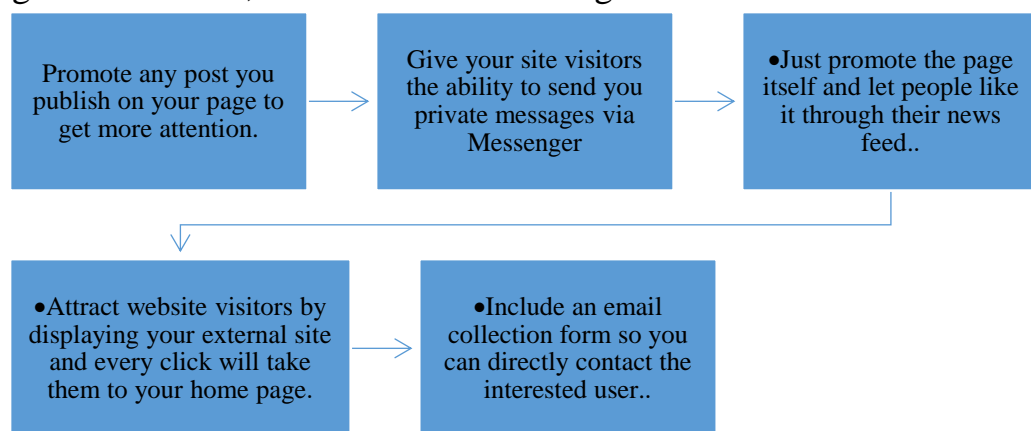 Promote any post you
publish on your page to
get more attention.
Give your site visitors
the ability to send you
private messages via
Messenger
•Just promote the page
itself and let people like
it through their news
feed..
•Attract website visitors by
displaying your external site
and every click will take
them to your home page.
•Include an email
collection form so you
can directly contact the
interested user..